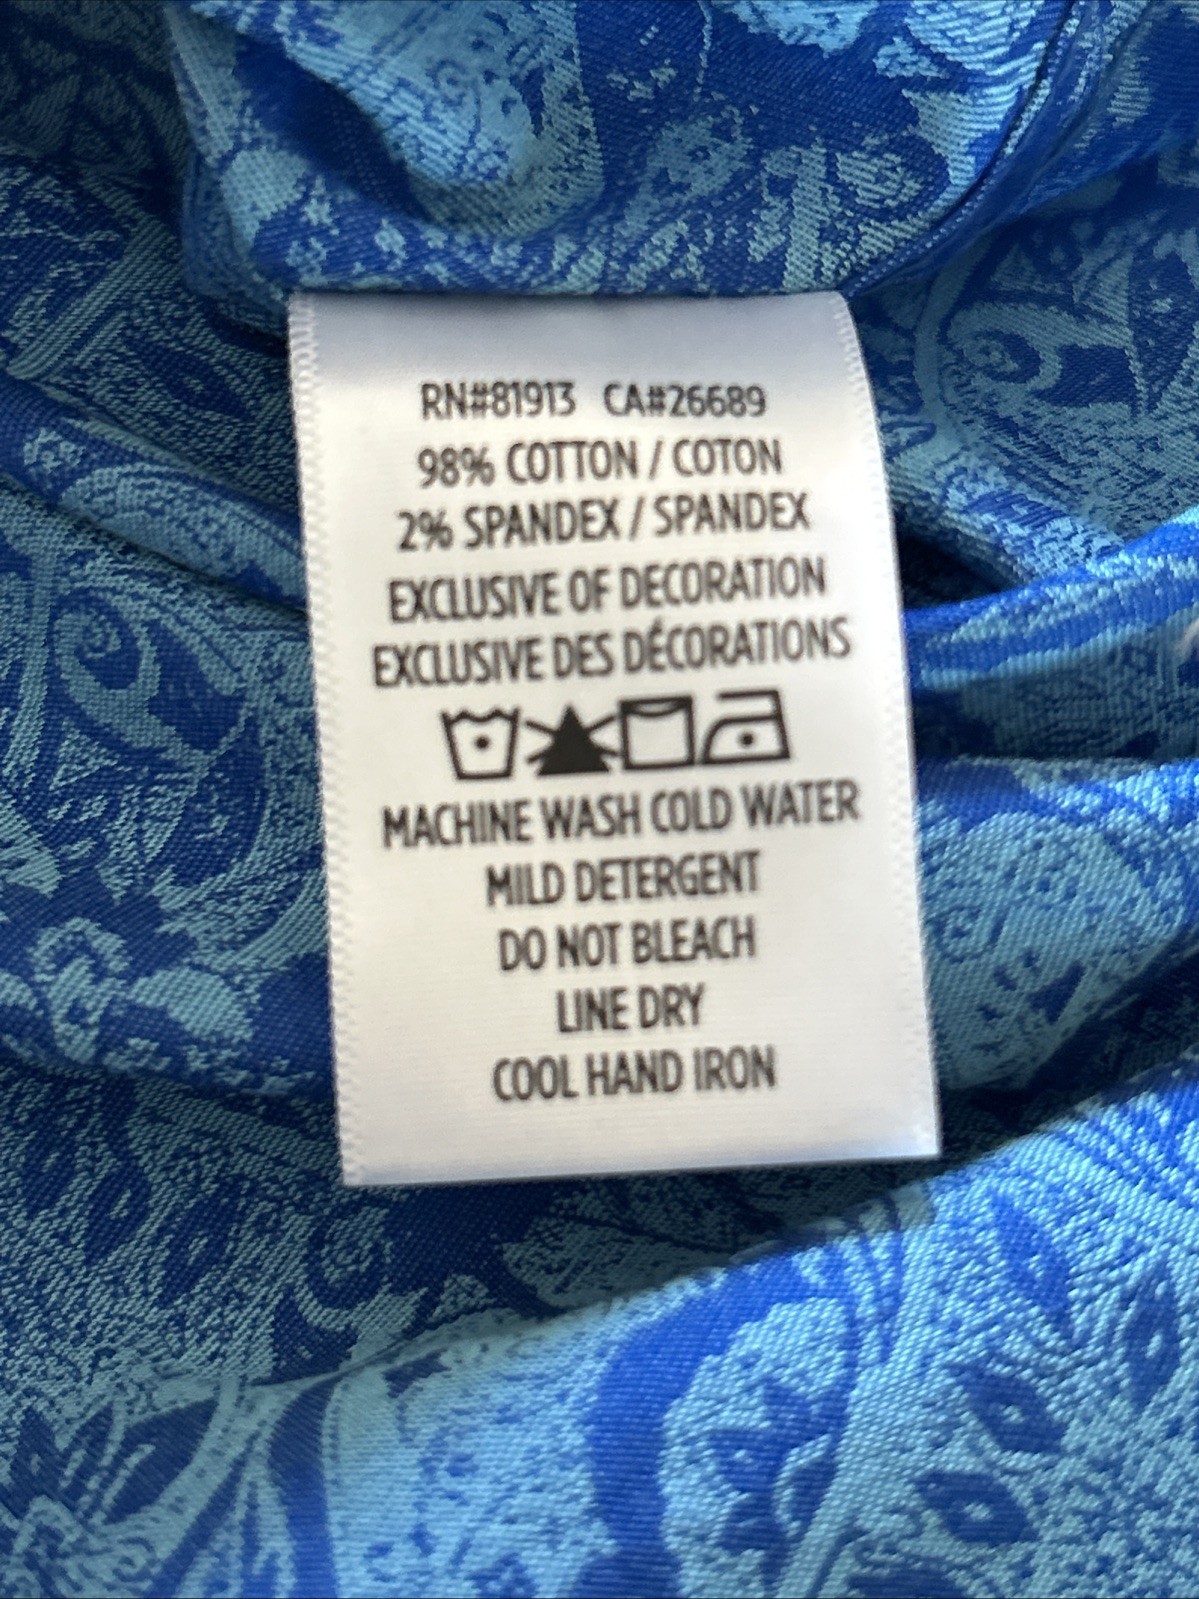 RN#81913 CA#26689
98% COTTON / COTON
2% SPANDEX / SPANDEX
EXCLUSIVE OF DECORATION
EXCLUSIVE DES DÉCORATIONS
MACHINE WASH COLD WATER
MILD DETERGENT
DO NOT BLEACH
LINE DRY
COOL HAND IRON